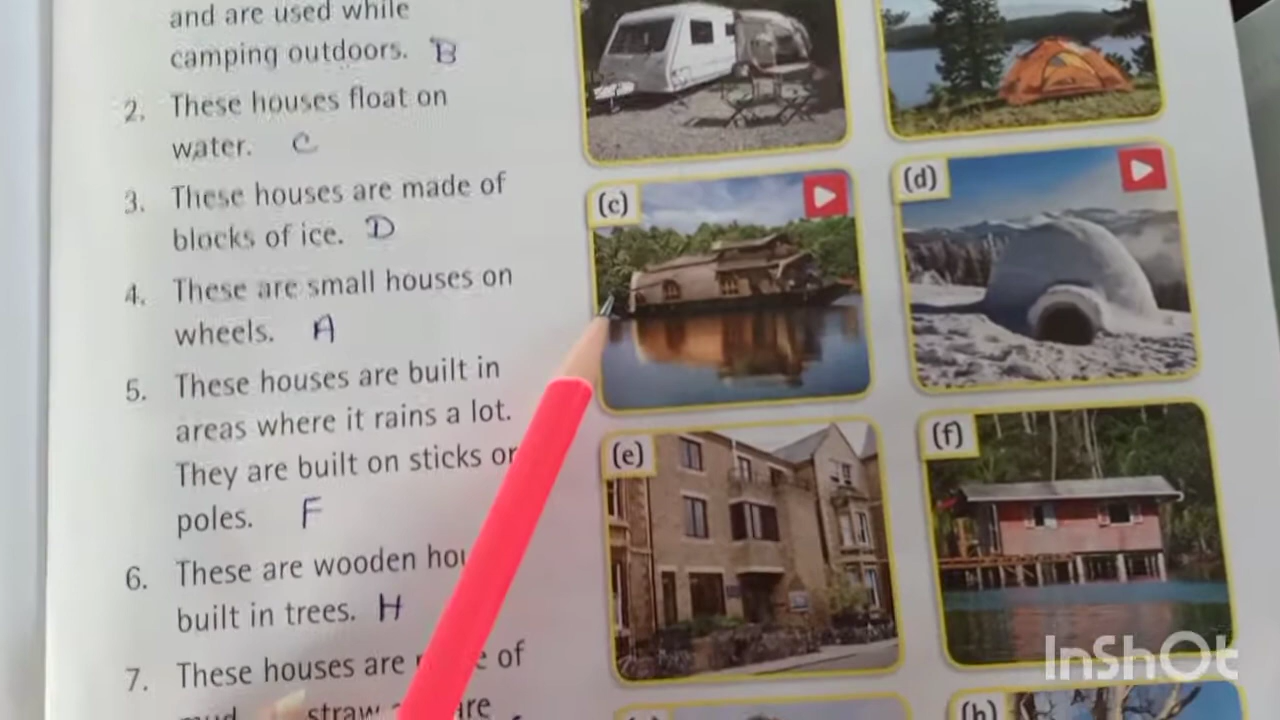 and are used while
camping outdoors. B
2. These houses float on
water. C
3. These houses are made of
blocks of ice. D
4. These are small houses on
wheels. A
5. These houses are built in
areas where it rains a lot.
They are built on sticks or
poles. F
6. These are wooden
built in trees. H
7. These houses are of
straw
(c)
(d)
(e)
(f)
(h)
InShOt